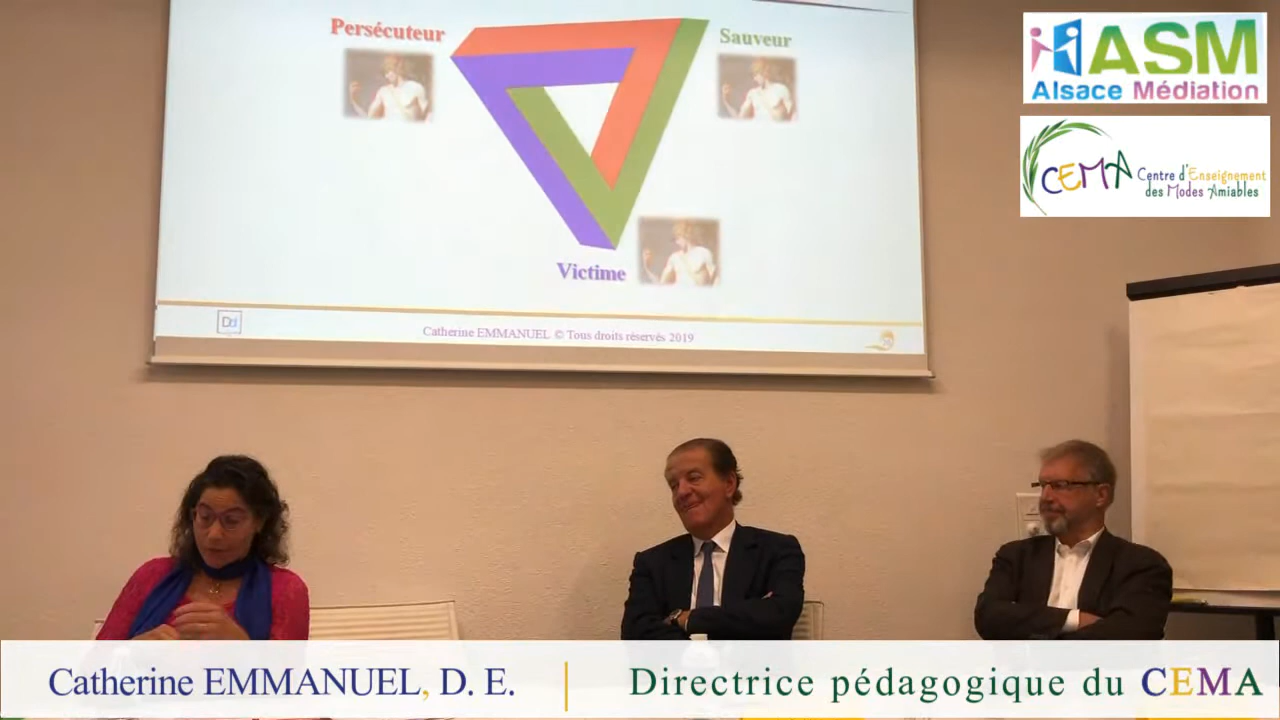 Persécuteur
Sauveur
Victime
Catherine EMMANUEL © Tous droits réservés 2019
ASM
Alsace Médiation
CEMA Centre d'Enseignement
des Modes Amiables
Catherine EMMANUEL, D. E. | Directrice pédagogique du CEMA